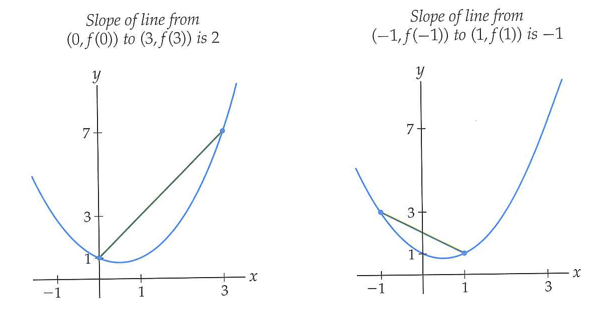 Slope of line from
(0, f(0)) to (3, f(3)) is 2
y
7
3
1
−1
1
3
x
Slope of line from
(−1, f(−1)) to (1, f(1)) is −1
y
7
3
1
−1
1
3
x